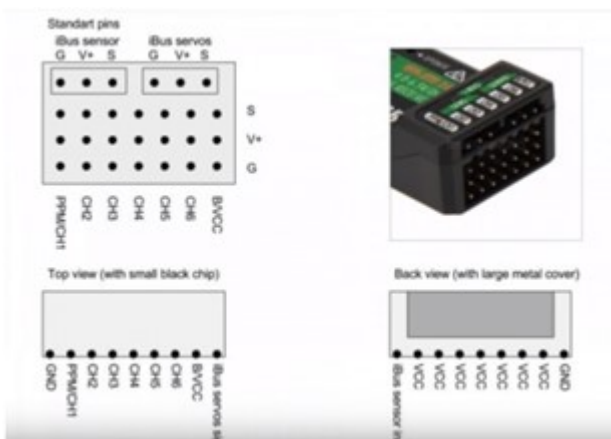 Standart pins
iBus sensor iBus servos
G V+ S G V+ S
S
V+
G
PPM/CH1 CH2 CH3 CH4 CH5 CH6 B/VCC
Top view (with small black chip)
Back view (with large metal cover)
GND PPM/CH1 CH2 CH3 CH4 CH5 CH6 B/VCC iBus servos
iBus sensor VCC VCC VCC VCC VCC VCC VCC GND